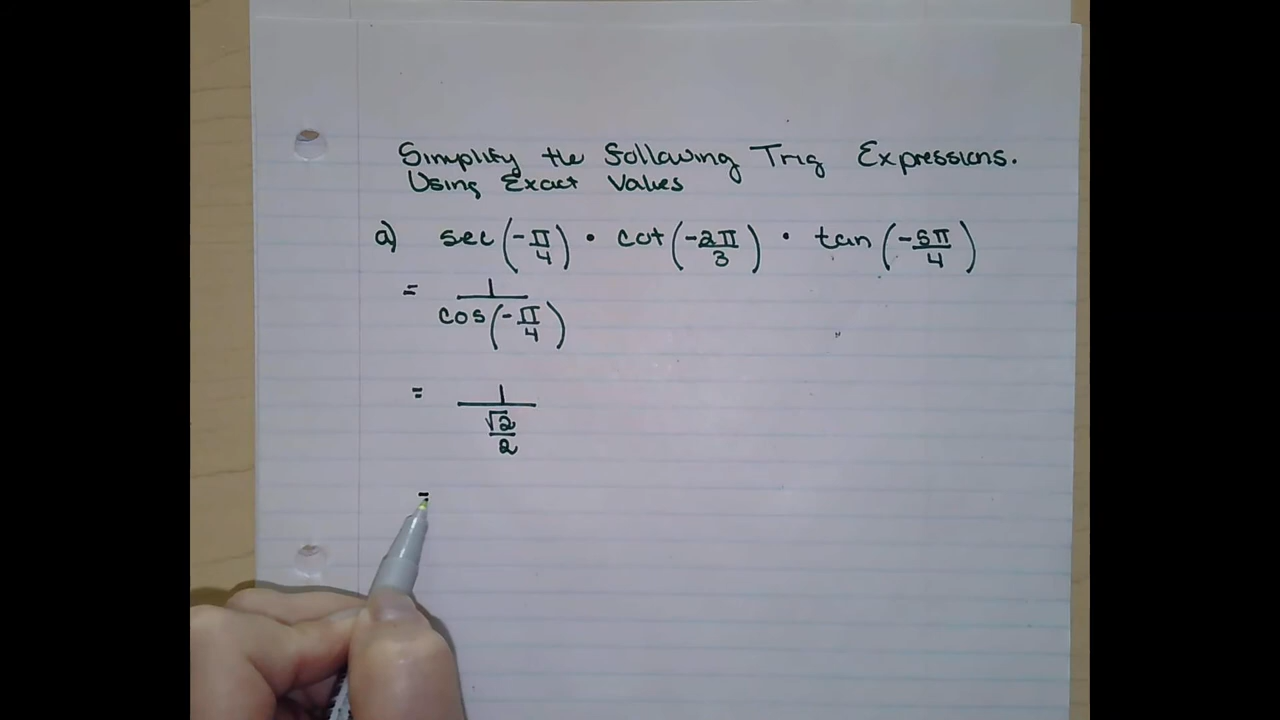 Simplify the Following Trig Expressions.
Using Exact Values
a) sec(-π/4) · cot(-2π/3) · tan(-5π/4)
= 1/cos(-π/4)
= 1/(√2/2)
=